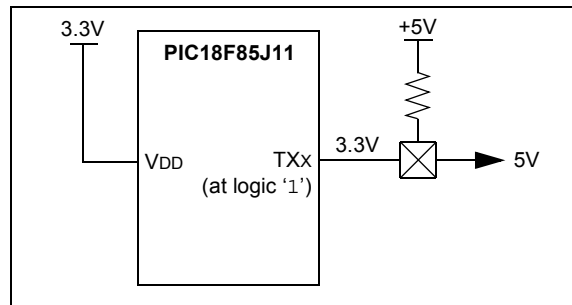 3.3V
PIC18F85J11
+5V
VDD
TXX
3.3V
5V
(at logic ‘1’)